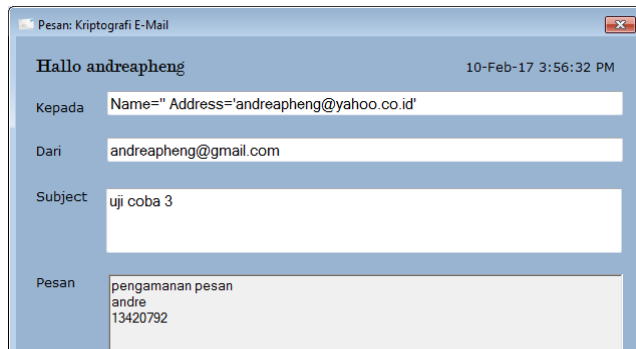 Pesan: Kriptografi E-Mail
Hallo andreapheng 10-Feb-17 3:56:32 PM
Kepada Name='' Address='andreapheng@yahoo.co.id'
Dari andreapheng@gmail.com
Subject uji coba 3
Pesan pengamanan pesan
andre
13420792